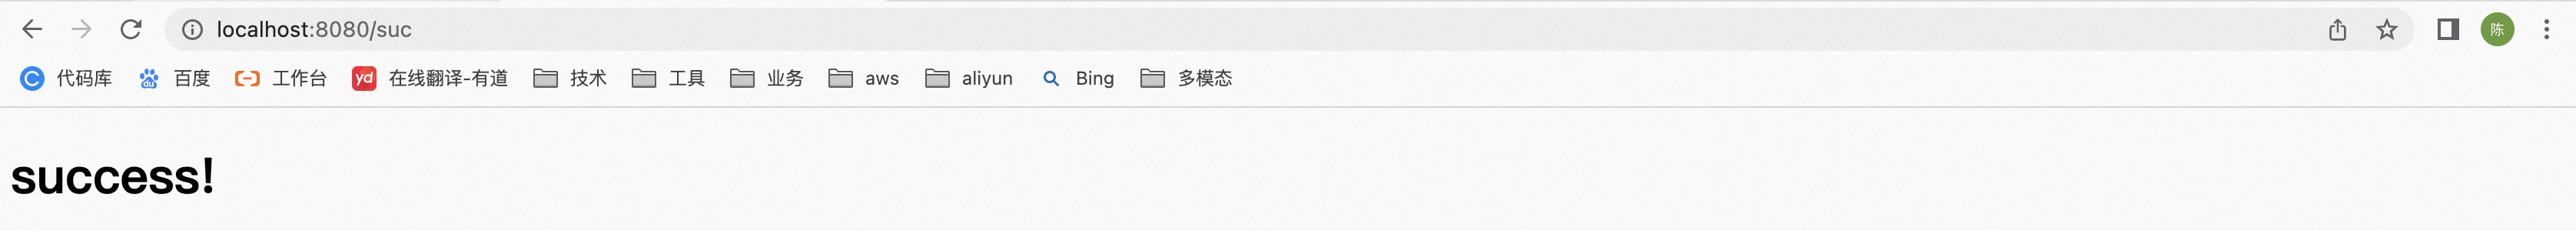 localhost:8080/suc
陈
代码库 百度 工作台 yd 在线翻译-有道 技术 工具 业务 aws aliyun Bing 多模态
success!